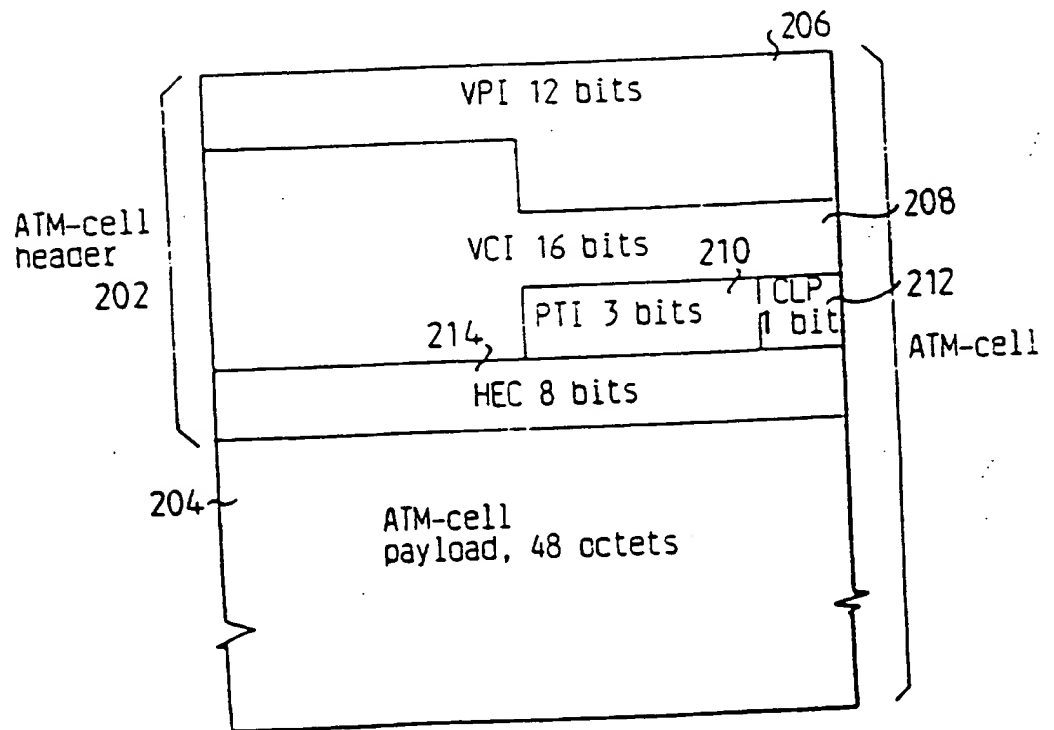 206
VPI 12 bits
ATM-cell
header
202
208
VCI 16 bits
210
PTI 3 bits
CLP
1 bit
212
214
ATM-cell
HEC 8 bits
204
ATM-cell
payload, 48 octets